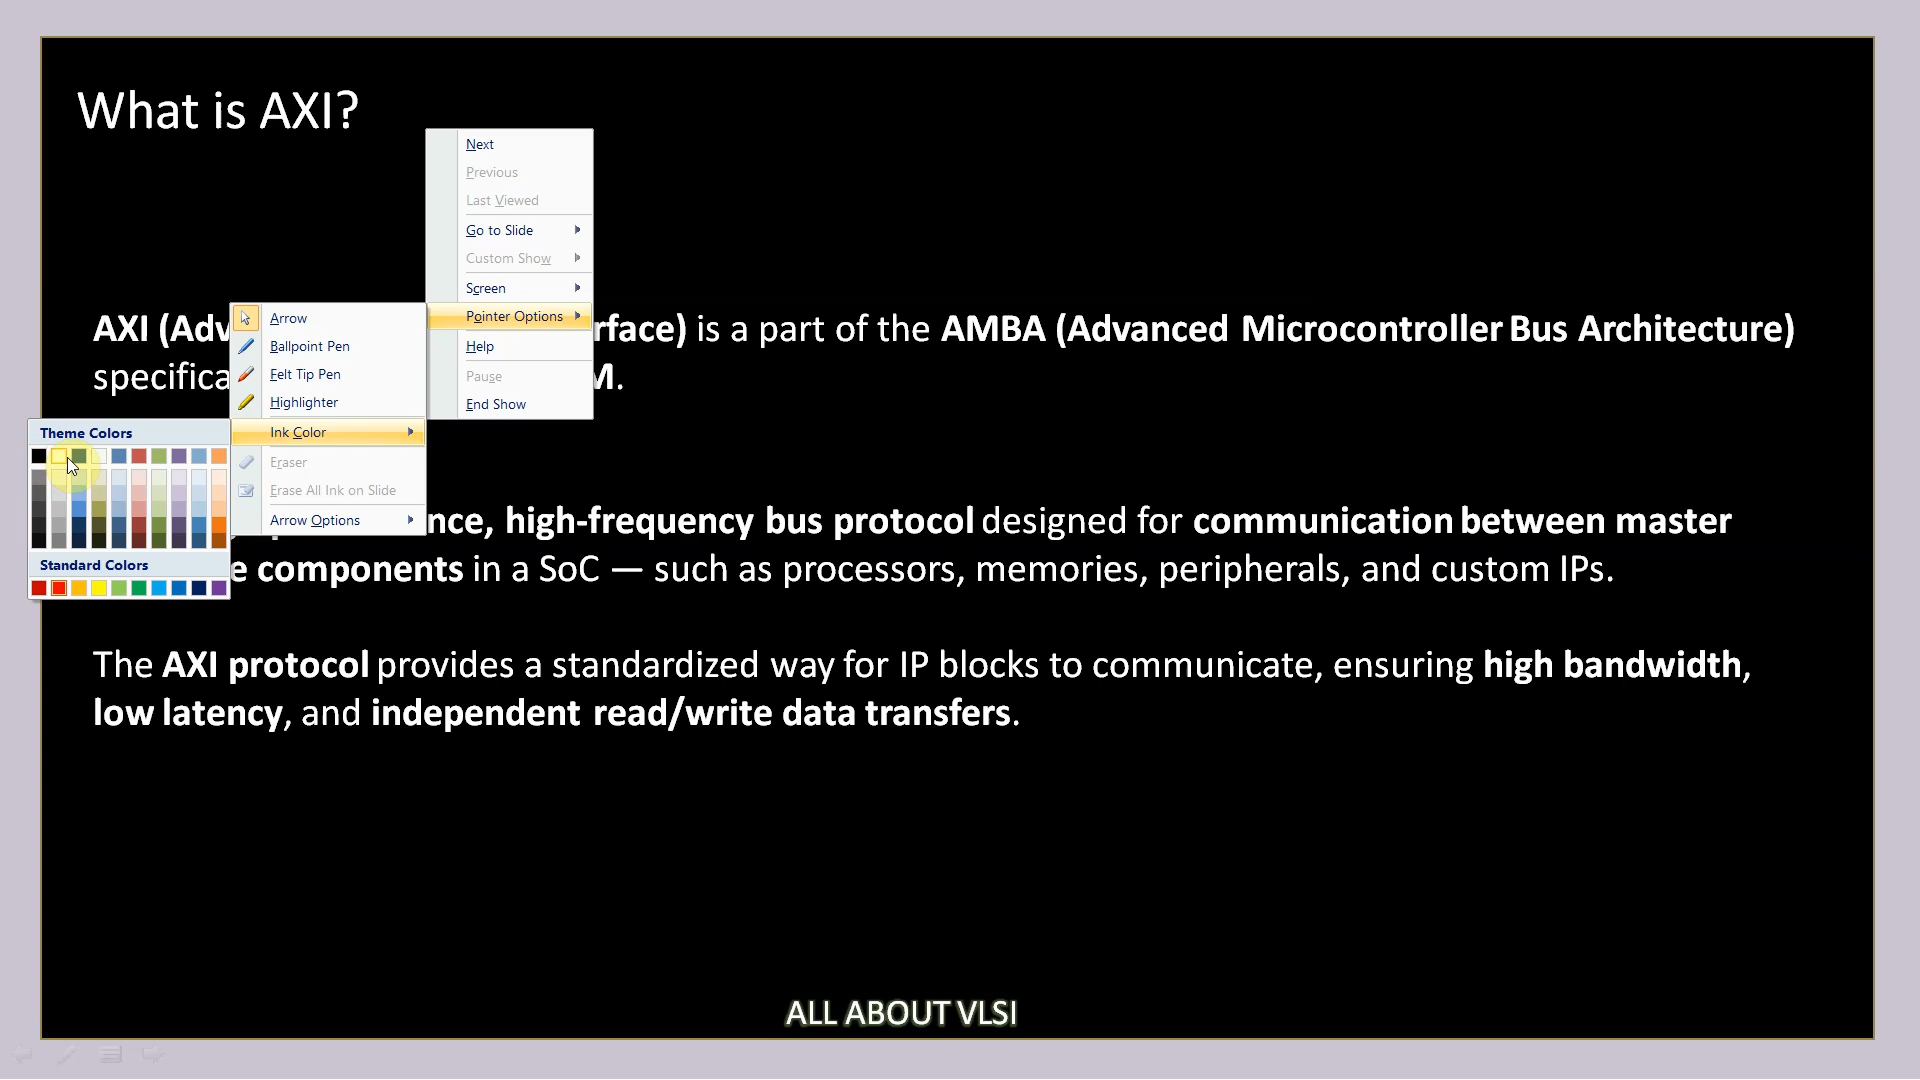 What is AXI?
Next
Previous
Last Viewed
Go to Slide
Custom Show
Screen
Pointer Options
Help
Pause
End Show
Arrow
Ballpoint Pen
Felt Tip Pen
Highlighter
Ink Color
Eraser
Erase All Ink on Slide
Arrow Options
Theme Colors
Standard Colors
AXI (Adv rface) is a part of the AMBA (Advanced Microcontroller Bus Architecture)
specifica M.
nce, high-frequency bus protocol designed for communication between master
e components in a SoC — such as processors, memories, peripherals, and custom IPs.
The AXI protocol provides a standardized way for IP blocks to communicate, ensuring high bandwidth,
low latency, and independent read/write data transfers.
ALL ABOUT VLSI